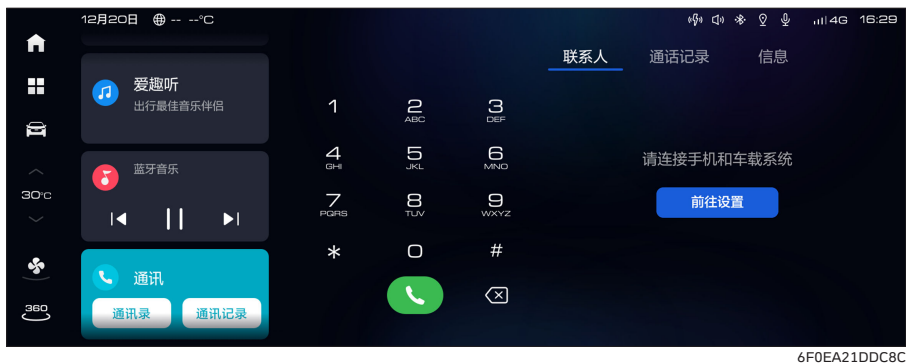 12月20日 -- --°C
4G 16:29
联系人 通话记录 信息
爱趣听
出行最佳音乐伴侣
1 2 3
ABC DEF
蓝牙音乐
4 5 6
GHI JKL MNO
请连接手机和车载系统
30°C
7 8 9
PQRS TUV WXYZ
前往设置
* 0 #
通讯
通讯录 通讯记录
360
6F0EA21DDC8C